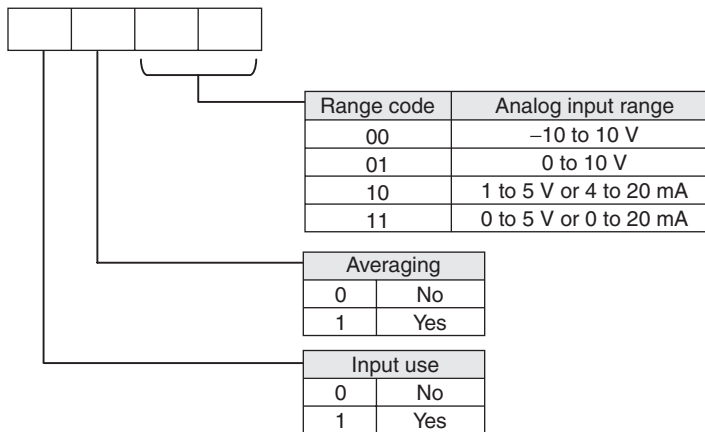 Range code Analog input range
00 –10 to 10 V
01 0 to 10 V
10 1 to 5 V or 4 to 20 mA
11 0 to 5 V or 0 to 20 mA
Averaging
0 No
1 Yes
Input use
0 No
1 Yes